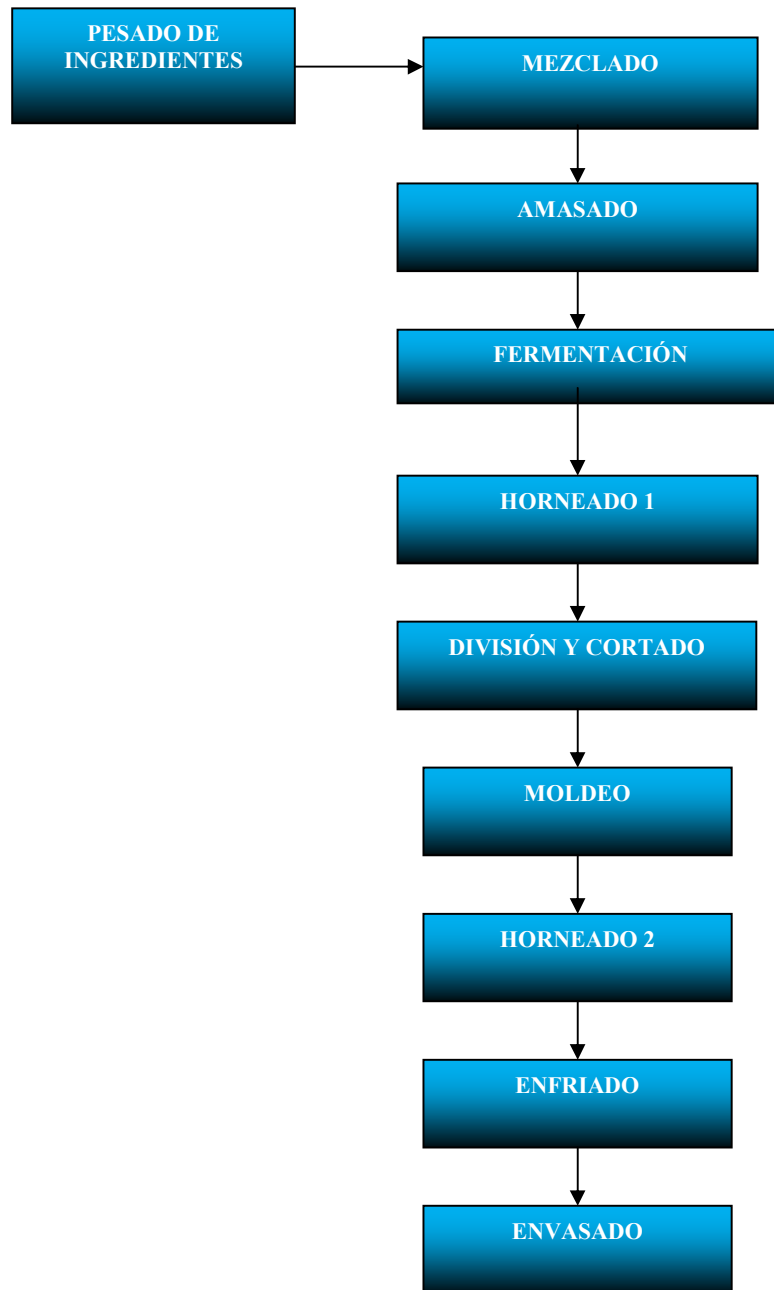 PESADO DE
INGREDIENTES
MEZCLADO
AMASADO
FERMENTACIÓN
HORNEADO 1
DIVISIÓN Y CORTADO
MOLDEO
HORNEADO 2
ENFRIADO
ENVASADO